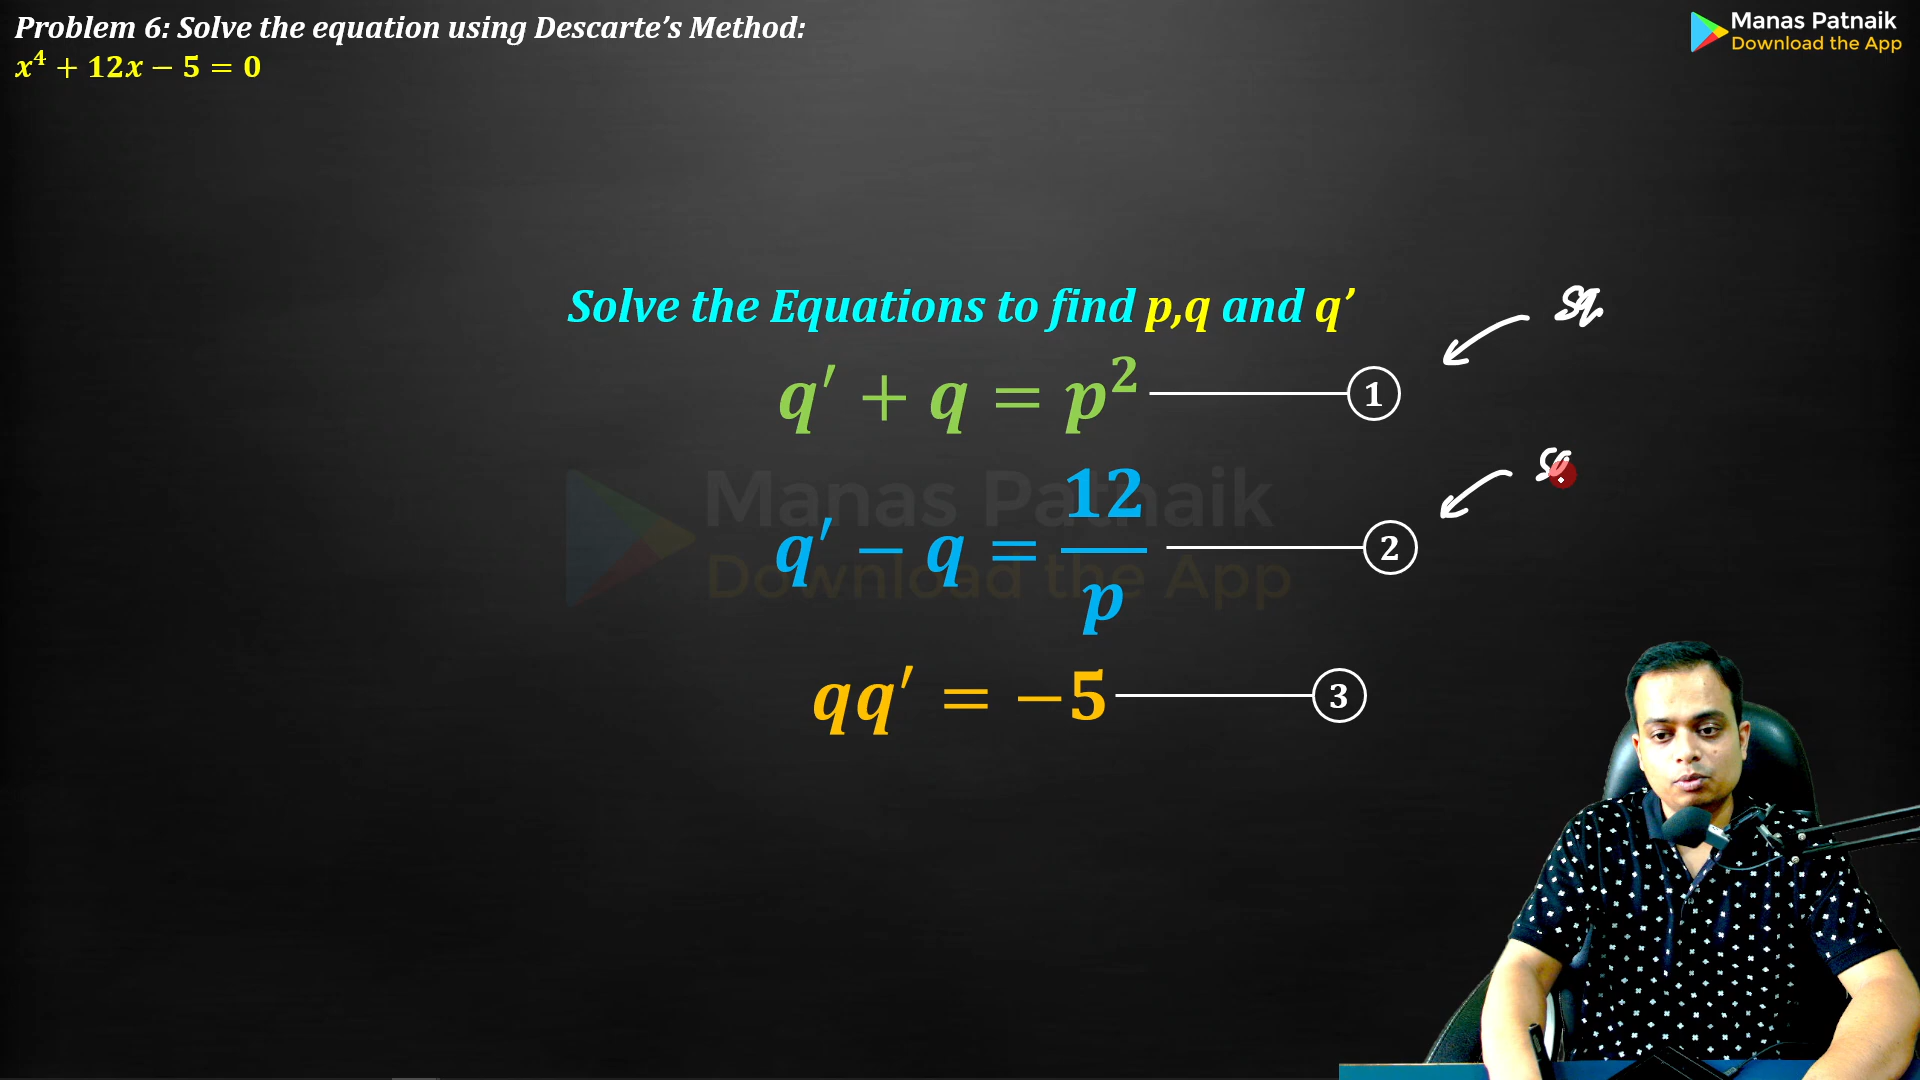 Problem 6: Solve the equation using Descarte's Method:
x⁴ + 12x − 5 = 0
Manas Patnaik
Download the App
Solve the Equations to find p,q and q'
sq.
q′ + q = p² ① 
q′ − q = 12/p ②
qq′ = −5 ③
Manas Patnaik
Download the App